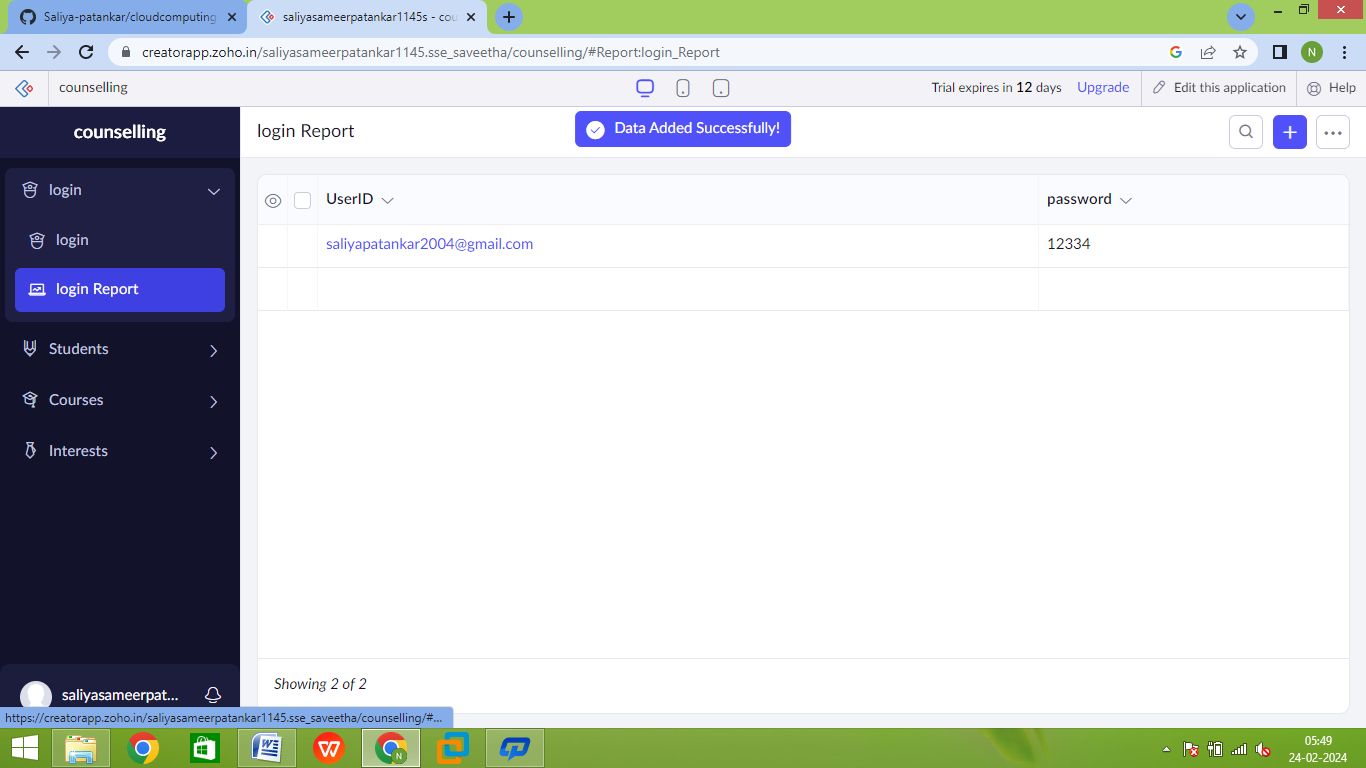 Saliya-patankar/cloudcomputing
saliyasameerpatankar1145s - cou
creatorapp.zoho.in/saliyasameerpatankar1145.sse_saveetha/counselling/#Report:login_Report
N
counselling
Trial expires in 12 days
Upgrade
Edit this application
Help
counselling
login Report
Data Added Successfully!
login
login
login Report
Students
Courses
Interests
UserID
password
saliyapatankar2004@gmail.com
12334
Showing 2 of 2
saliyasameerpat...
https://creatorapp.zoho.in/saliyasameerpatankar1145.sse_saveetha/counselling/#...
W
W
N
05:49
24-02-2024